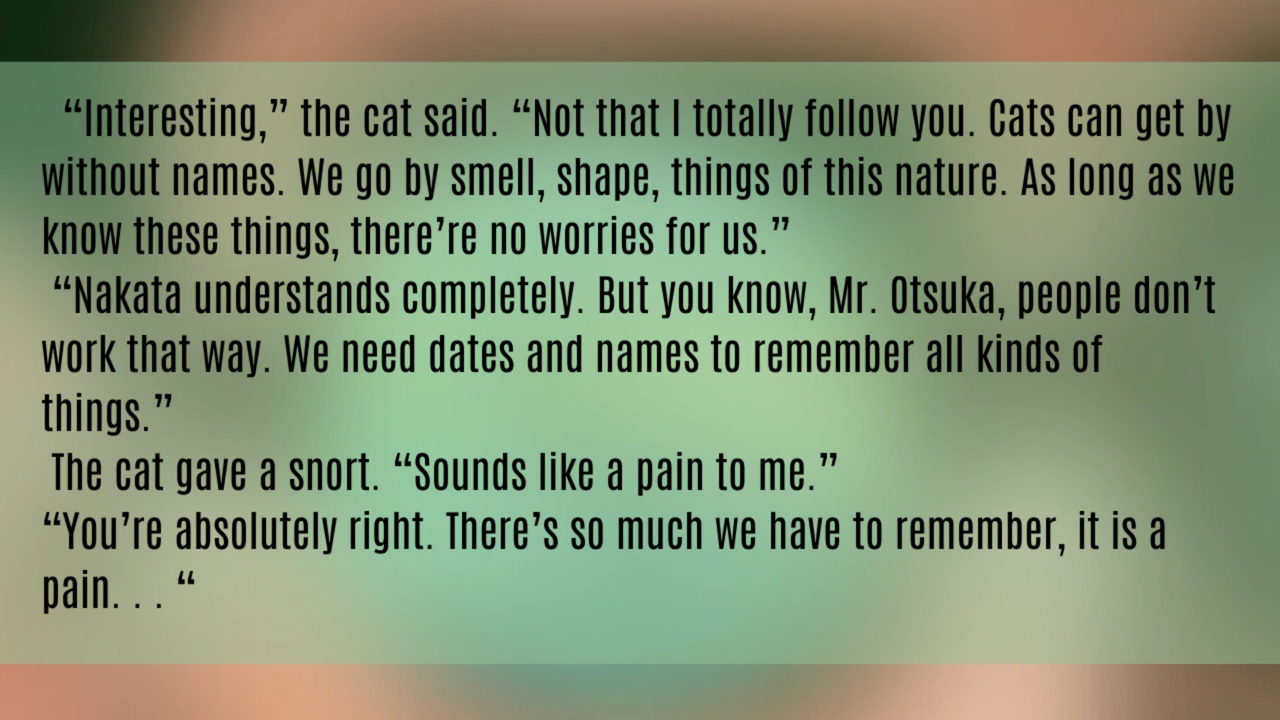 “Interesting,” the cat said. “Not that I totally follow you. Cats can get by
without names. We go by smell, shape, things of this nature. As long as we
know these things, there’re no worries for us.”
“Nakata understands completely. But you know, Mr. Otsuka, people don’t
work that way. We need dates and names to remember all kinds of
things.”
The cat gave a snort. “Sounds like a pain to me.”
“You’re absolutely right. There’s so much we have to remember, it is a
pain. . . “